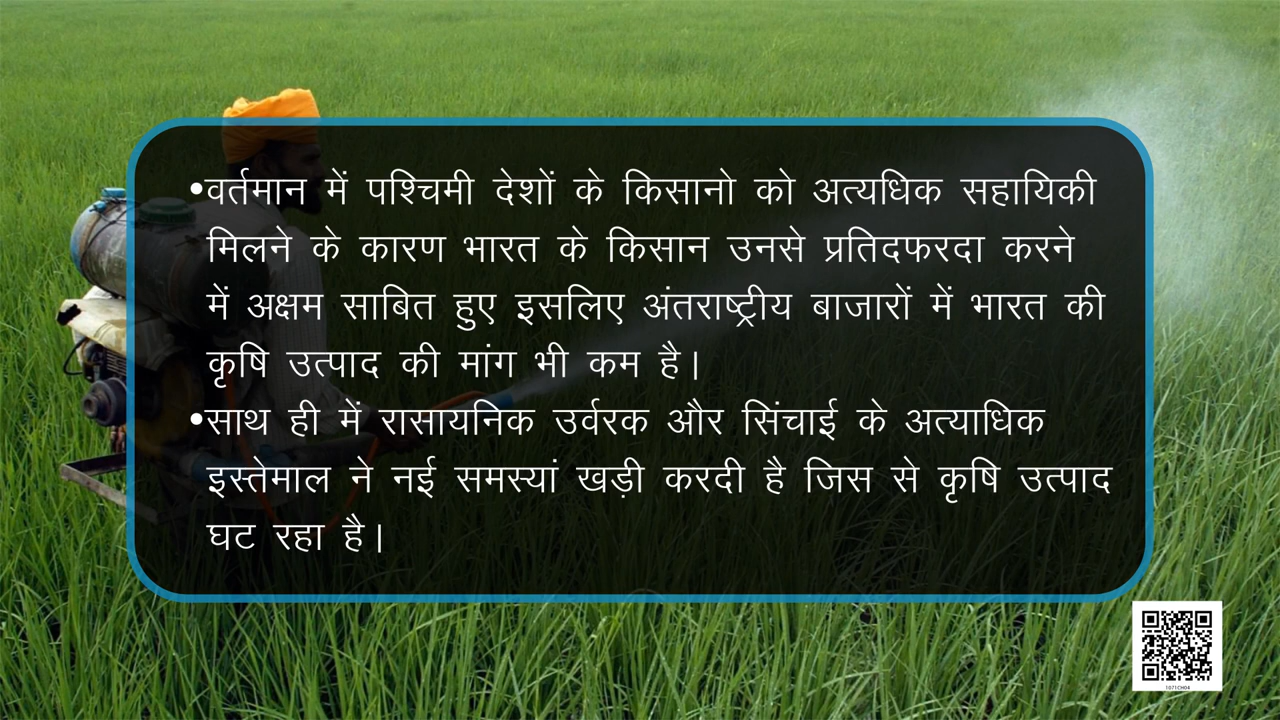 •वर्तमान में पश्चिमी देशों के किसानो को अत्यधिक सहायिकी
मिलने के कारण भारत के किसान उनसे प्रतिदफरदा करने
में अक्षम साबित हुए इसलिए अंतराष्ट्रीय बाजारों में भारत की
कृषि उत्पाद की मांग भी कम है।
•साथ ही में रासायनिक उर्वरक और सिंचाई के अत्याधिक
इस्तेमाल ने नई समस्यां खड़ी करदी है जिस से कृषि उत्पाद
घट रहा है।
1071CH04